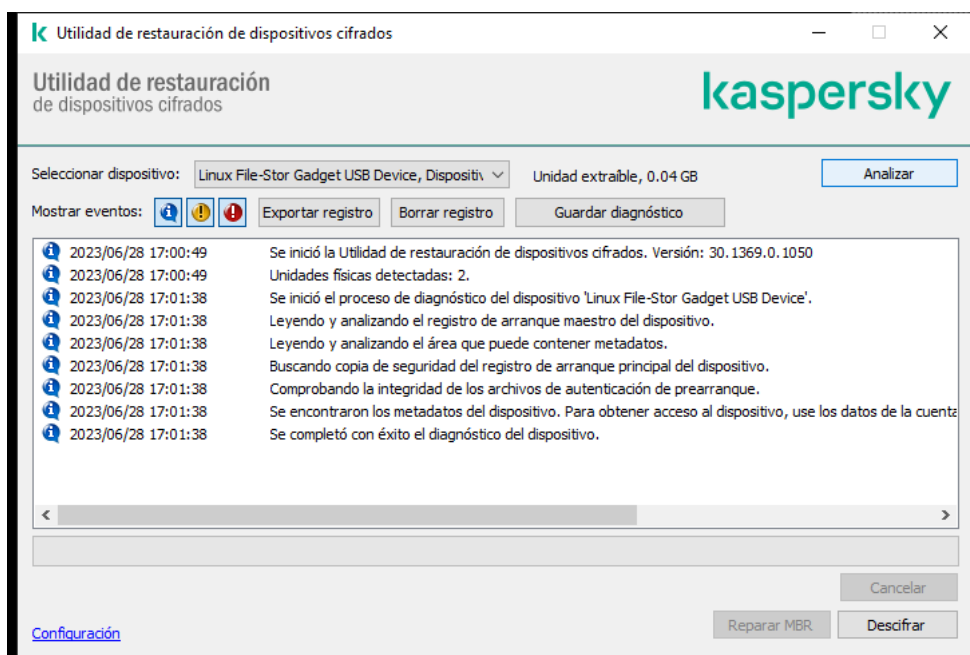 Utilidad de restauración de dispositivos cifrados
Utilidad de restauración
de dispositivos cifrados
kaspersky
Seleccionar dispositivo: Linux File-Stor Gadget USB Device, Dispositiv Unidad extraíble, 0.04 GB Analizar
Mostrar eventos: Exportar registro Borrar registro Guardar diagnóstico
2023/06/28 17:00:49 Se inició la Utilidad de restauración de dispositivos cifrados. Versión: 30.1369.0.1050
2023/06/28 17:00:49 Unidades físicas detectadas: 2.
2023/06/28 17:01:38 Se inició el proceso de diagnóstico del dispositivo 'Linux File-Stor Gadget USB Device'.
2023/06/28 17:01:38 Leyendo y analizando el registro de arranque maestro del dispositivo.
2023/06/28 17:01:38 Leyendo y analizando el área que puede contener metadatos.
2023/06/28 17:01:38 Buscando copia de seguridad del registro de arranque principal del dispositivo.
2023/06/28 17:01:38 Comprobando la integridad de los archivos de autenticación de prearranque.
2023/06/28 17:01:38 Se encontraron los metadatos del dispositivo. Para obtener acceso al dispositivo, use los datos de la cuenta
2023/06/28 17:01:38 Se completó con éxito el diagnóstico del dispositivo.
Cancelar
Configuración Reparar MBR Descifrar